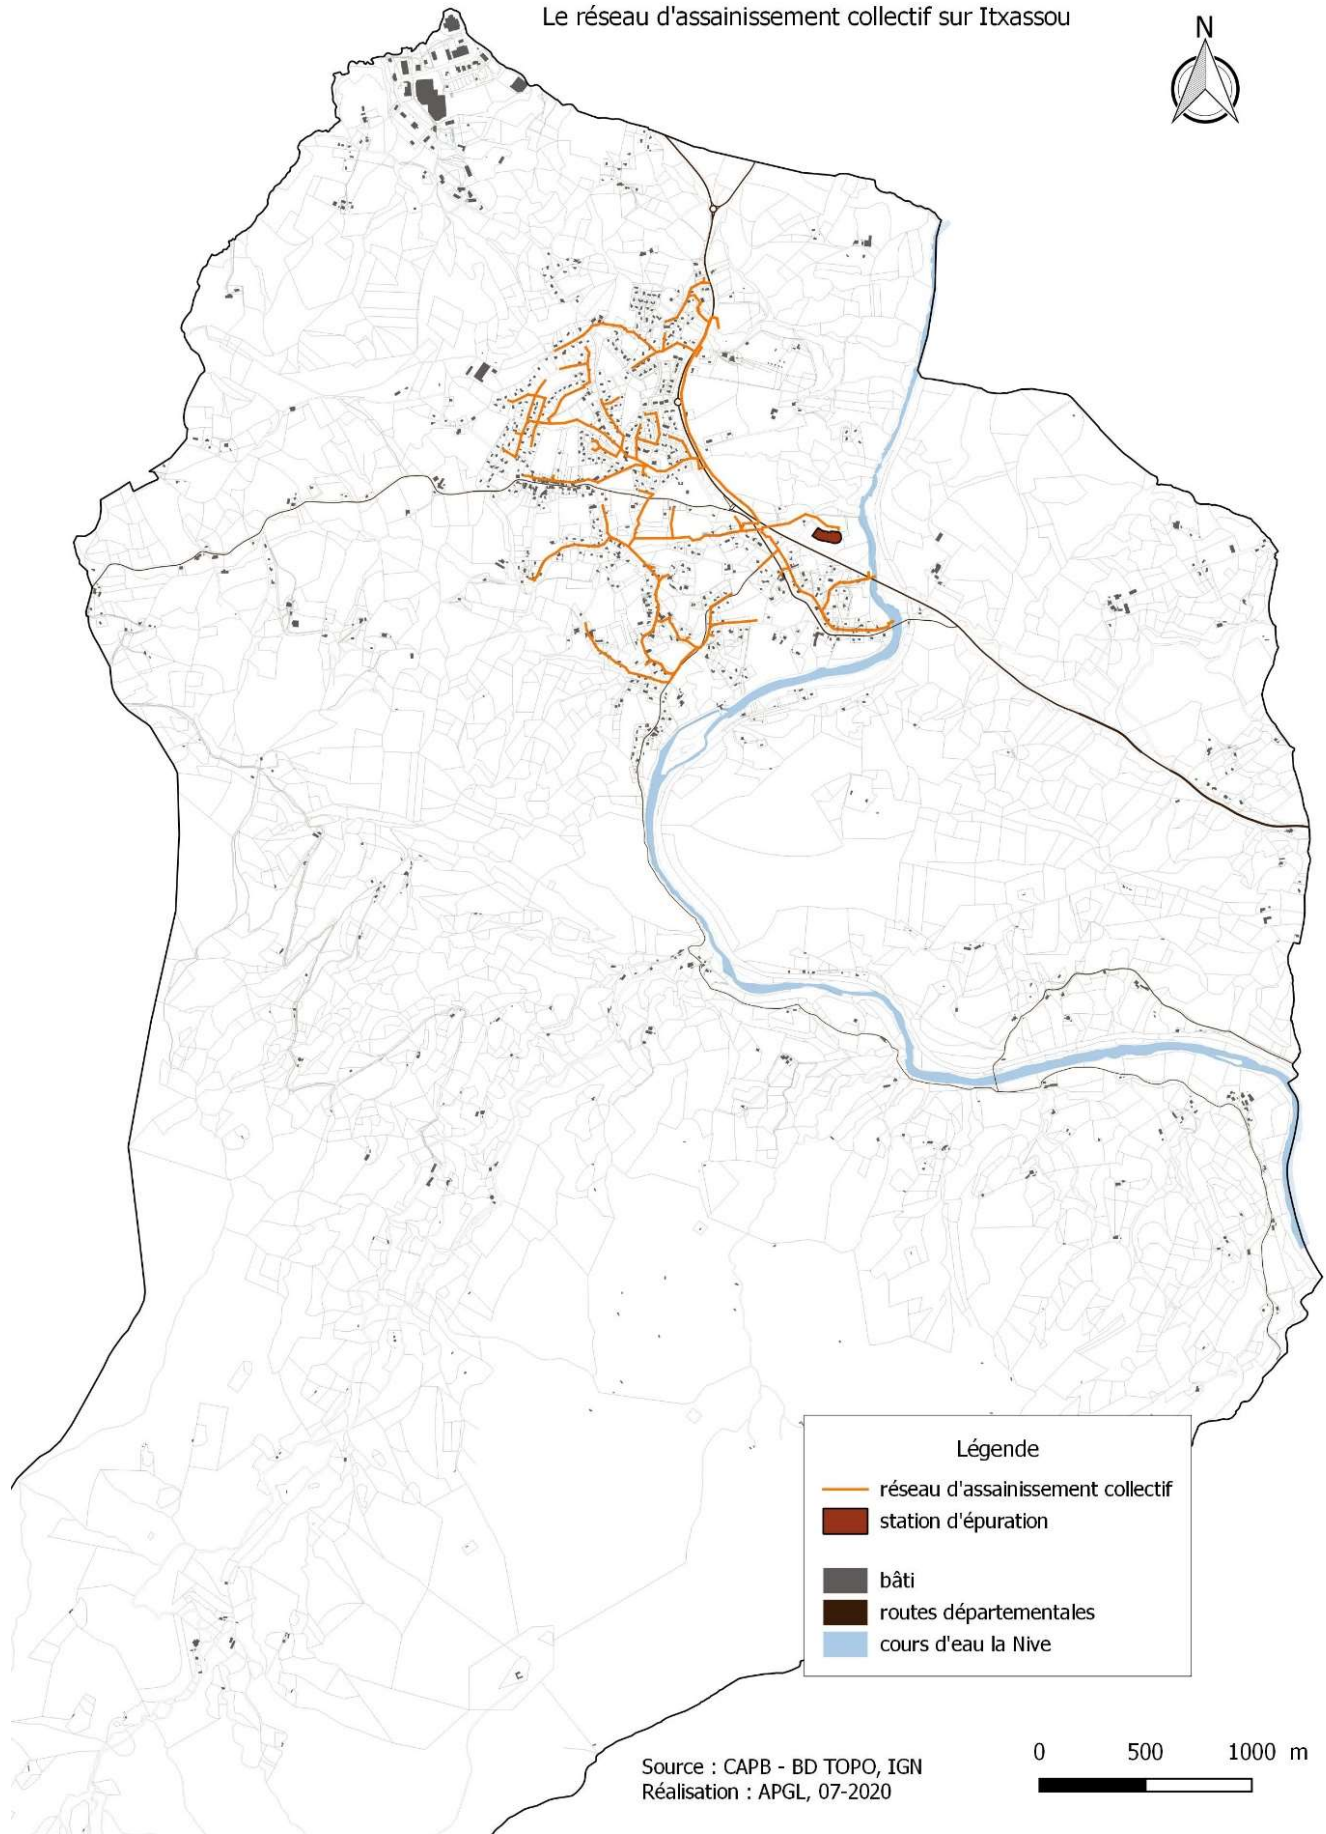 Le réseau d'assainissement collectif sur Itxassou
N
Légende
réseau d'assainissement collectif
station d'épuration
bâti
routes départementales
cours d'eau la Nive
Source : CAPB - BD TOPO, IGN
Réalisation : APGL, 07-2020
0 500 1000 m